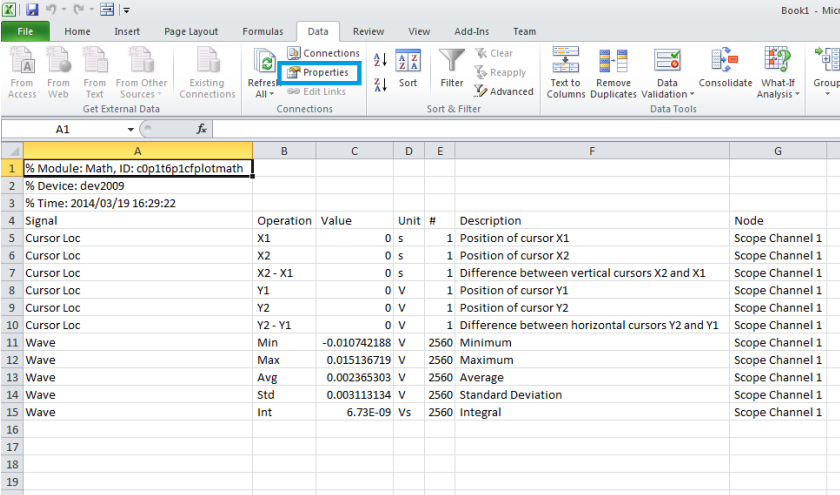 Book1 - Micr
File Home Insert Page Layout Formulas Data Review View Add-Ins Team
From Access
From Web
From Text
From Other Sources
Existing Connections
Get External Data
Refresh All
Connections
Properties
Edit Links
Connections
Sort
Filter
Clear
Reapply
Advanced
Sort & Filter
Text to Columns
Remove Duplicates
Data Validation
Consolidate
What-If Analysis
Data Tools
Group
A1 fx
A B C D E F G
1 % Module: Math, ID: c0p1t6p1cfplotmath
2 % Device: dev2009
3 % Time: 2014/03/19 16:29:22
4 Signal Operation Value Unit # Description Node
5 Cursor Loc X1 0 s 1 Position of cursor X1 Scope Channel 1
6 Cursor Loc X2 0 s 1 Position of cursor X2 Scope Channel 1
7 Cursor Loc X2 - X1 0 s 1 Difference between vertical cursors X2 and X1 Scope Channel 1
8 Cursor Loc Y1 0 V 1 Position of cursor Y1 Scope Channel 1
9 Cursor Loc Y2 0 V 1 Position of cursor Y2 Scope Channel 1
10 Cursor Loc Y2 - Y1 0 V 1 Difference between horizontal cursors Y2 and Y1 Scope Channel 1
11 Wave Min -0.010742188 V 2560 Minimum Scope Channel 1
12 Wave Max 0.015136719 V 2560 Maximum Scope Channel 1
13 Wave Avg 0.002365303 V 2560 Average Scope Channel 1
14 Wave Std 0.003113134 V 2560 Standard Deviation Scope Channel 1
15 Wave Int 6.73E-09 Vs 2560 Integral Scope Channel 1
16
17
18
19